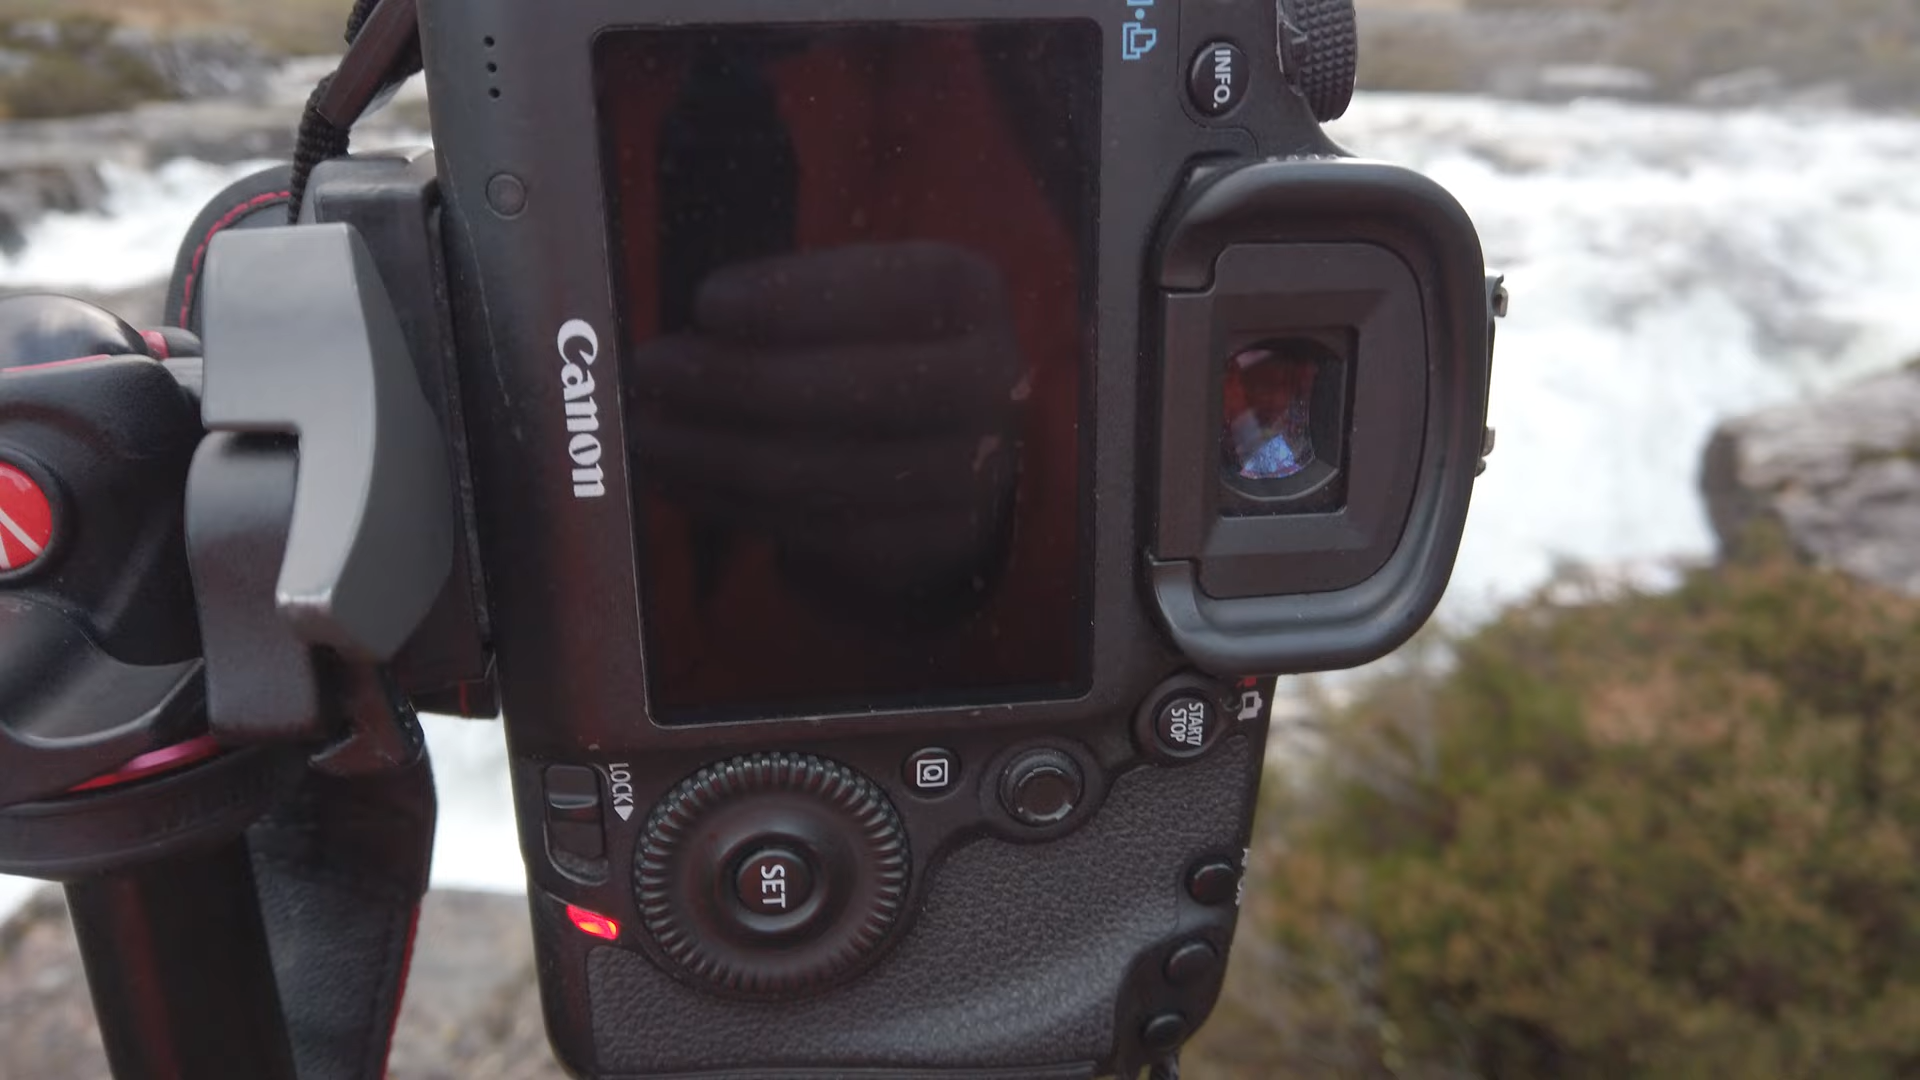 INFO.
Canon
START/
STOP
LOCK▶
Q
SET